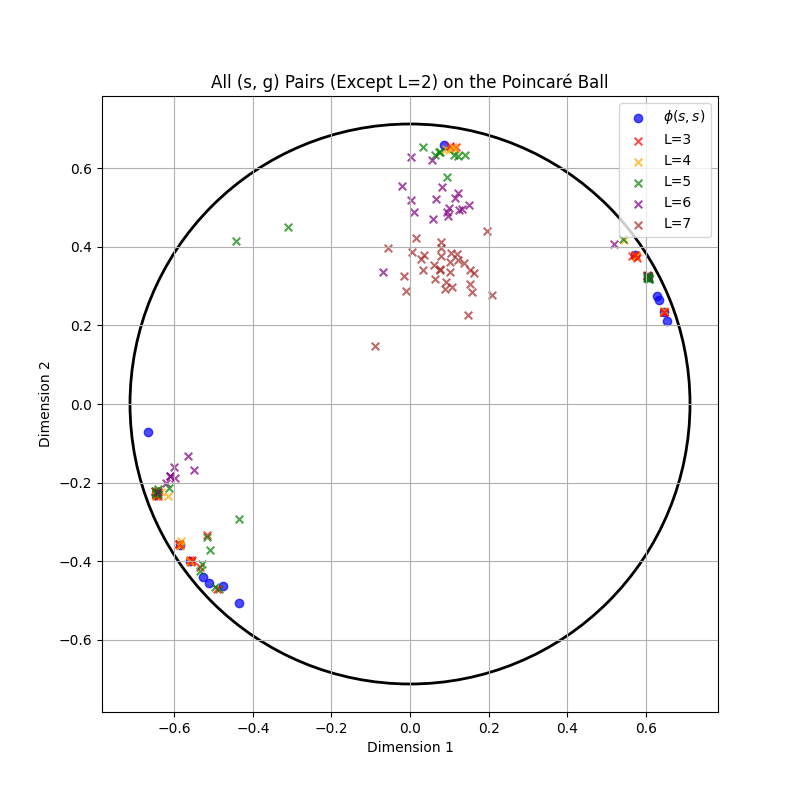 All (s, g) Pairs (Except L=2) on the Poincaré Ball
ϕ(s, s)
L=3
L=4
L=5
L=6
L=7
0.6
0.4
0.2
0.0
−0.2
−0.4
−0.6
Dimension 2
−0.6
−0.4
−0.2
0.0
0.2
0.4
0.6
Dimension 1